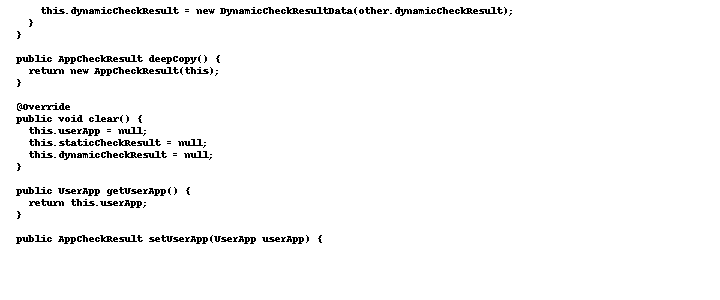 this.dynamicCheckResult = new DynamicCheckResultData(other.dynamicCheckResult);
}
}
public AppCheckResult deepCopy() {
return new AppCheckResult(this);
}
@Override
public void clear() {
this.userApp = null;
this.staticCheckResult = null;
this.dynamicCheckResult = null;
}
public UserApp getUserApp() {
return this.userApp;
}
public AppCheckResult setUserApp(UserApp userApp) {